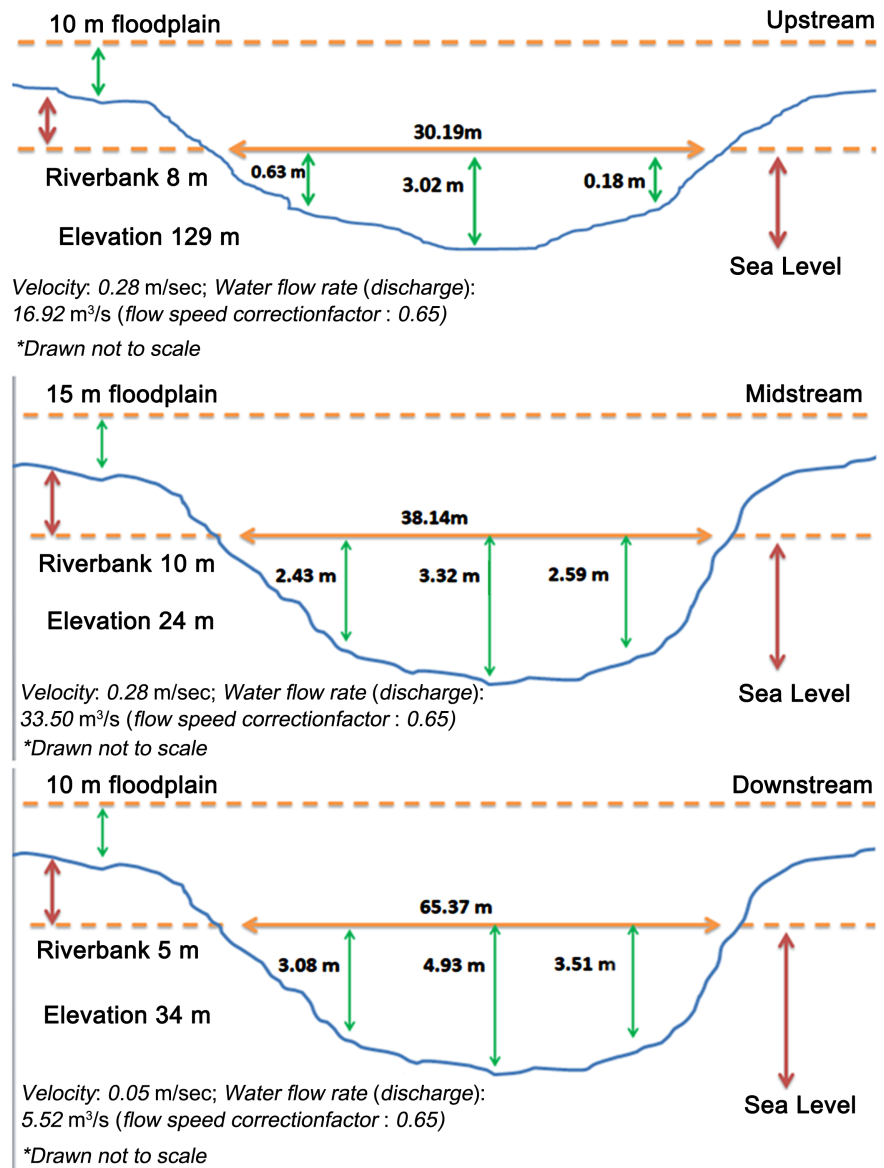 10 m floodplain
Upstream
30.19m
0.63 m
3.02 m
0.18 m
Riverbank 8 m
Elevation 129 m
Sea Level
Velocity: 0.28 m/sec; Water flow rate (discharge):
16.92 m³/s (flow speed correctionfactor : 0.65)
*Drawn not to scale
15 m floodplain
Midstream
38.14m
Riverbank 10 m
2.43 m
3.32 m
2.59 m
Elevation 24 m
Sea Level
Velocity: 0.28 m/sec; Water flow rate (discharge):
33.50 m³/s (flow speed correctionfactor : 0.65)
*Drawn not to scale
10 m floodplain
Downstream
65.37 m
Riverbank 5 m
3.08 m
4.93 m
3.51 m
Elevation 34 m
Sea Level
Velocity: 0.05 m/sec; Water flow rate (discharge):
5.52 m³/s (flow speed correctionfactor : 0.65)
*Drawn not to scale